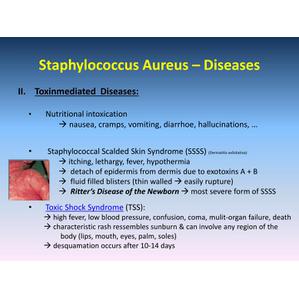 Staphylococcus Aureus – Diseases
II. Toxinmediated Diseases:
• Nutritional intoxication
→ nausea, cramps, vomiting, diarrhoe, hallucinations, …
• Staphylococcal Scalded Skin Syndrome (SSSS) (Dermatitis exfoliativa)
→ itching, lethargy, fever, hypothermia
→ detach of epidermis from dermis due to exotoxins A + B
→ fluid filled blisters (thin walled → easily rupture)
→ Ritter's Disease of the Newborn → most severe form of SSSS
• Toxic Shock Syndrome (TSS):
→ high fever, low blood pressure, confusion, coma, mulit-organ failure, death
→ characteristic rash ressembles sunburn & can involve any region of the
body (lips, mouth, eyes, palm, soles)
→ desquamation occurs after 10-14 days